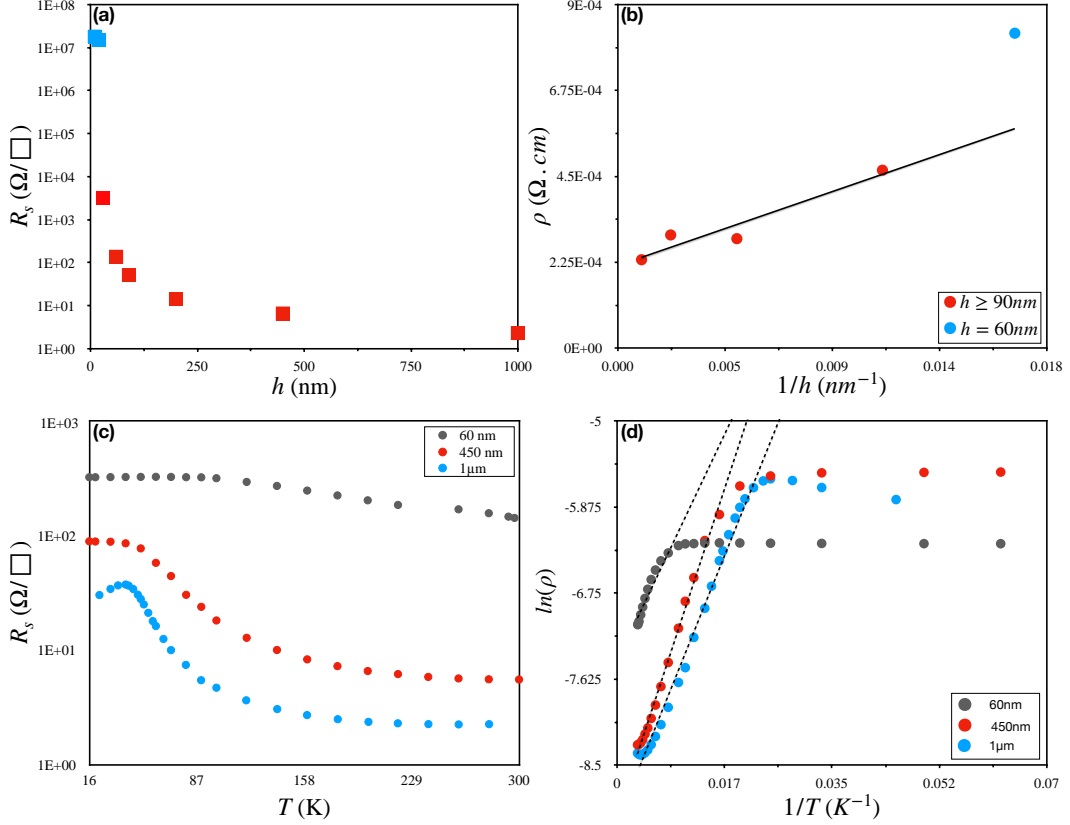 (a)
1E+08
1E+07
1E+06
1E+05
1E+04
1E+03
1E+02
1E+01
1E+00
R_s (Ω/□)
0 250 500 750 1000
h (nm)
(b)
9E-04
6.75E-04
4.5E-04
2.25E-04
0E+00
ρ (Ω . cm)
h ≥ 90nm
h = 60nm
0.000 0.005 0.009 0.014 0.018
1/h (nm⁻¹)
(c)
1E+03
1E+02
1E+01
1E+00
R_s (Ω/□)
60 nm
450 nm
1µm
16 87 158 229 300
T (K)
(d)
-5
-5.875
-6.75
-7.625
-8.5
ln(ρ)
60nm
450nm
1µm
0 0.017 0.035 0.052 0.07
1/T (K⁻¹)